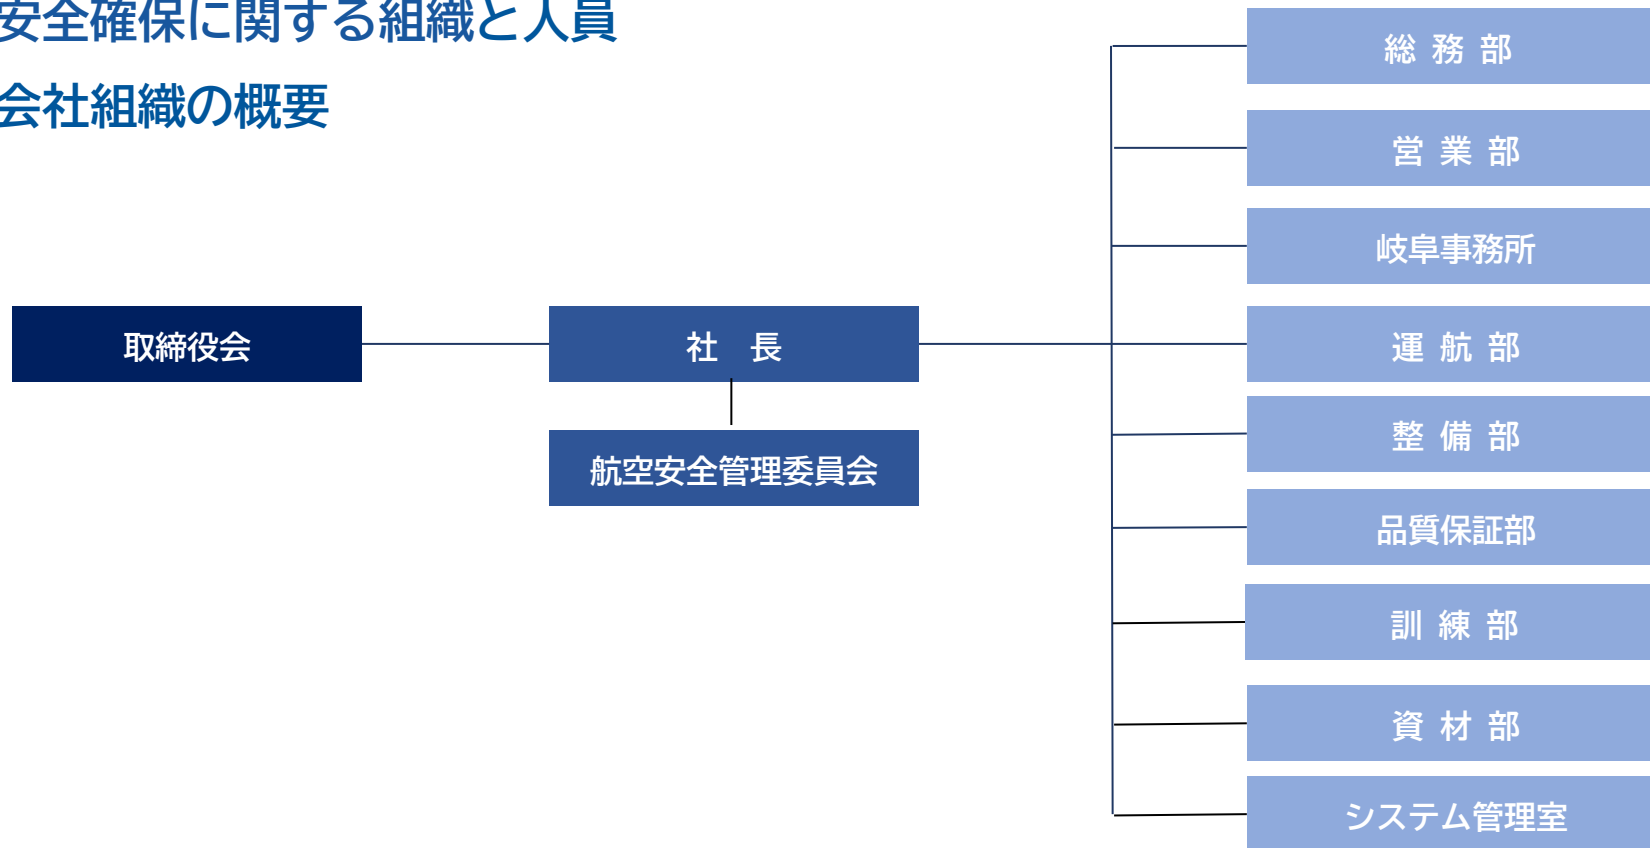 安全確保に関する組織と人員
会社組織の概要
取締役会
社　長
航空安全管理委員会
総 務 部
営 業 部
岐阜事務所
運 航 部
整 備 部
品質保証部
訓 練 部
資 材 部
システム管理室